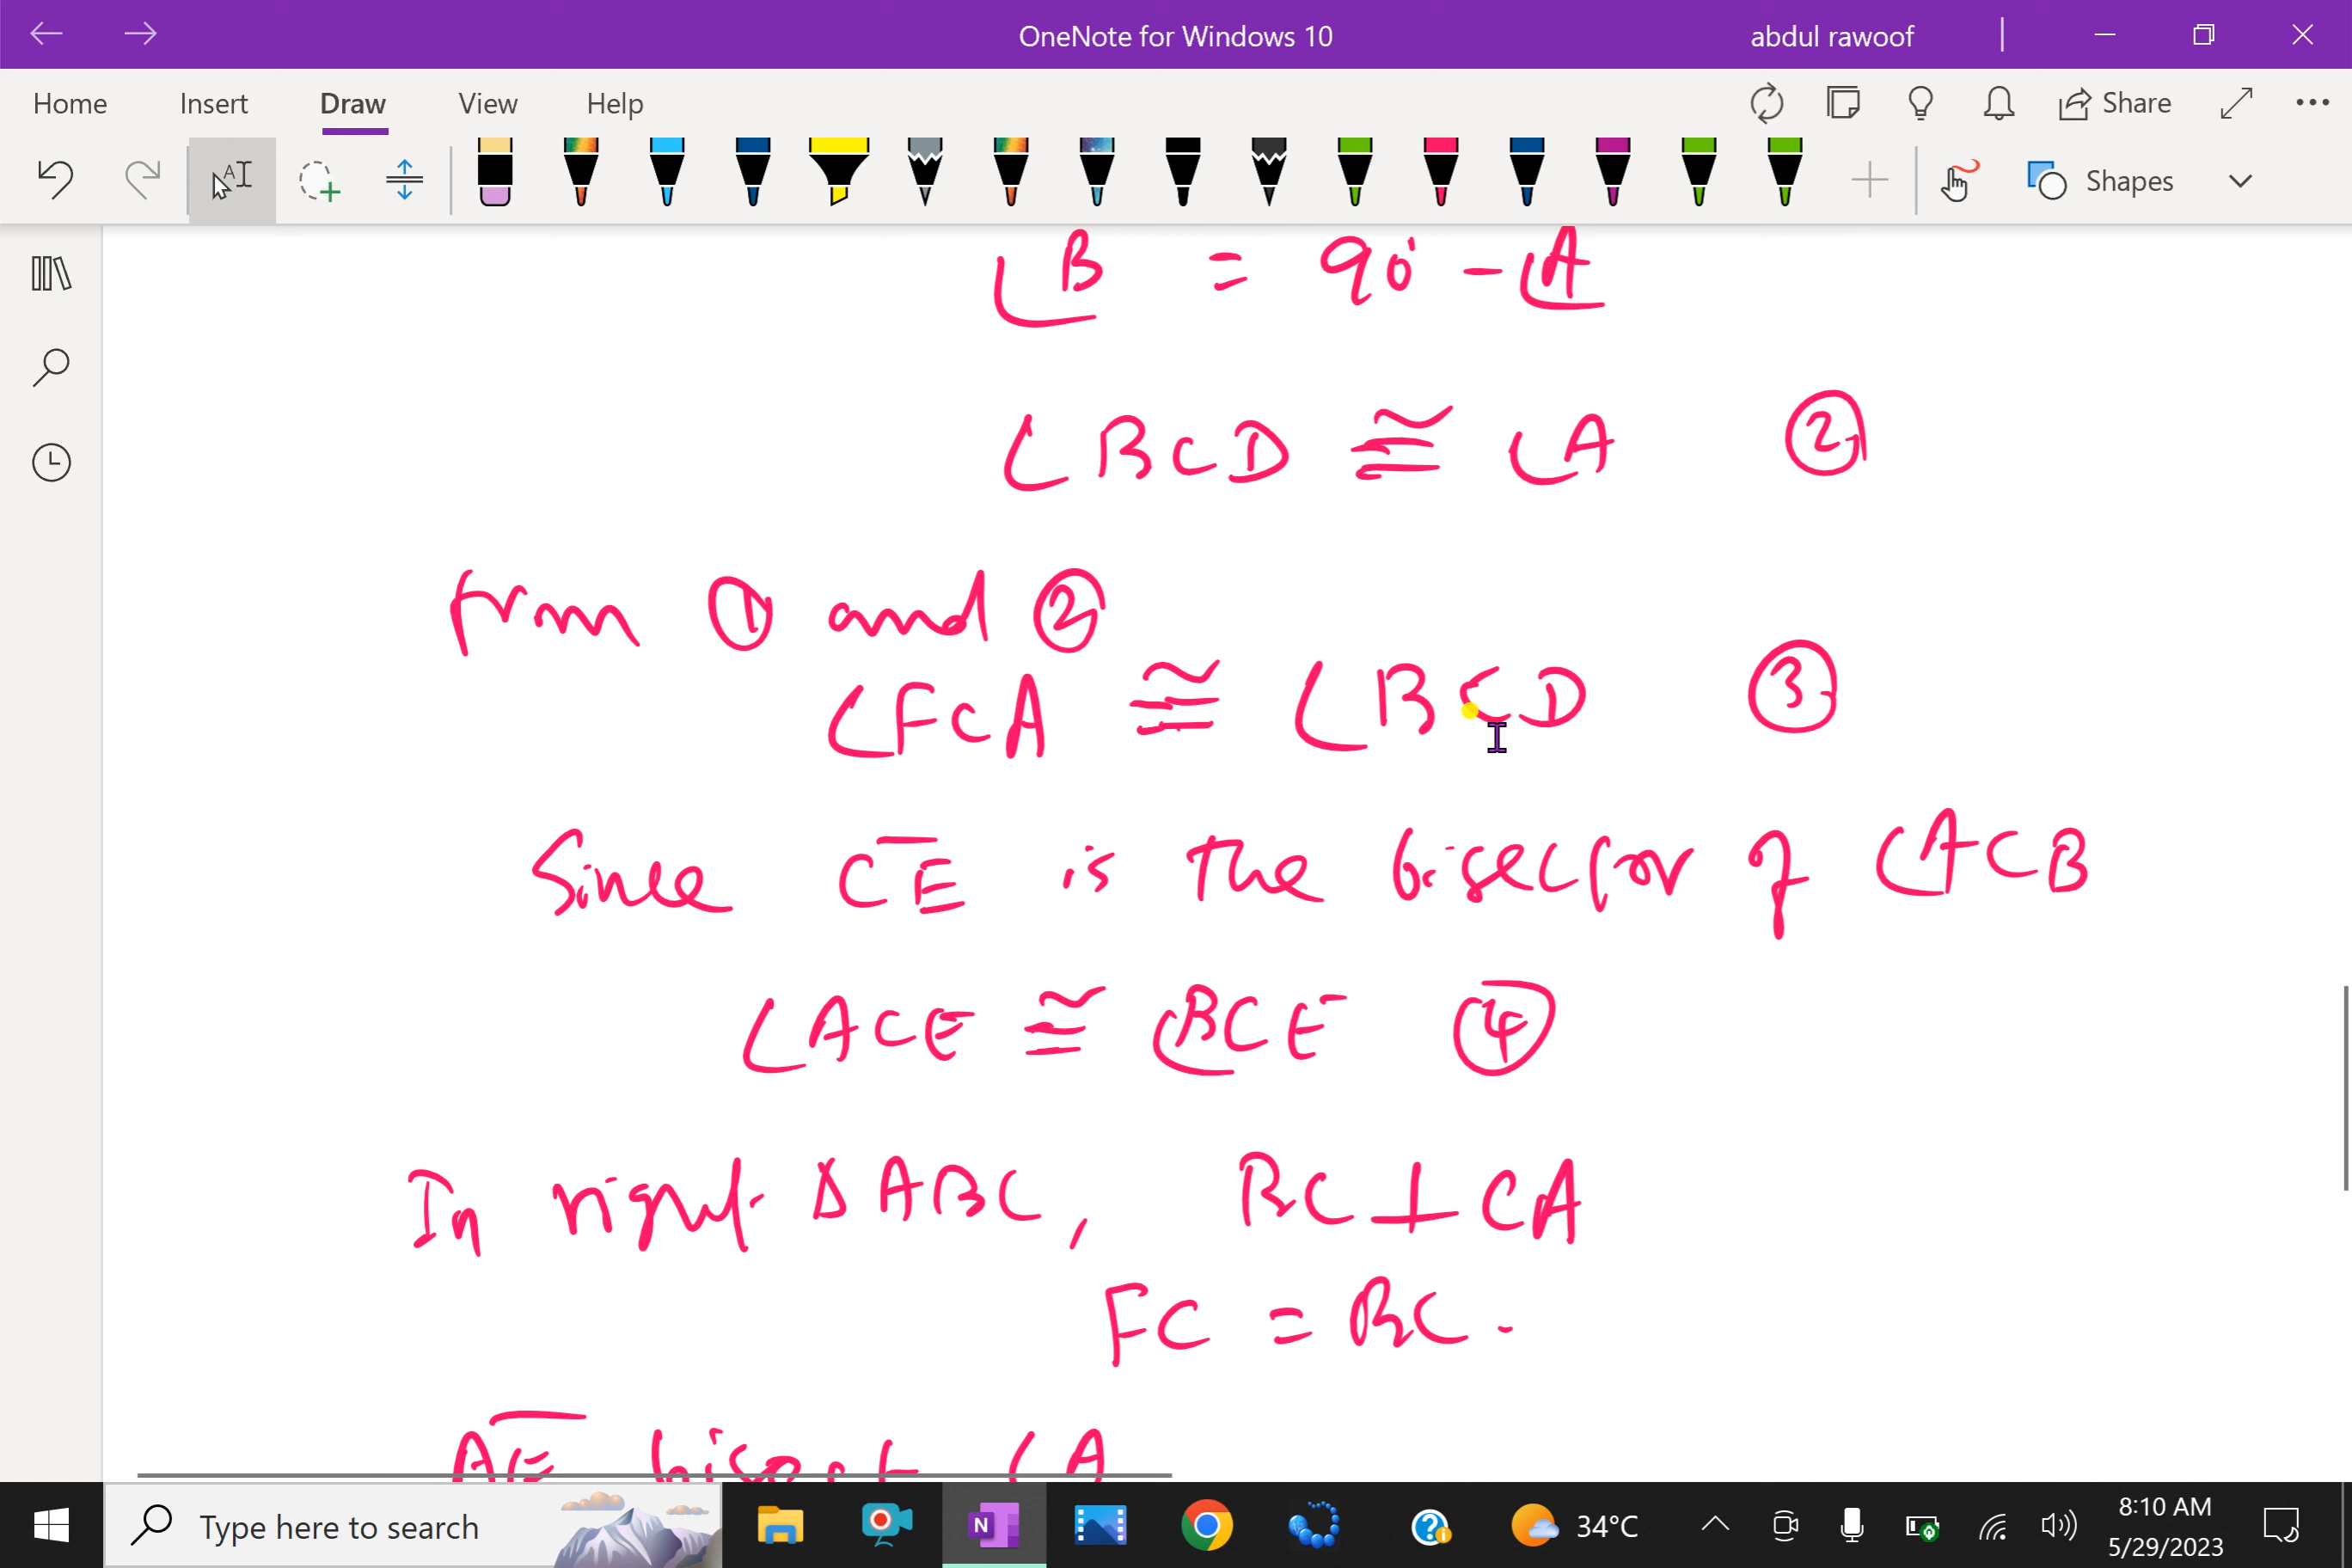 OneNote for Windows 10
abdul rawoof
Home Insert Draw View Help
Share
Shapes
∠B = 90° - ∠A
∠BCD ≅ ∠A ②
from ① and ②
∠FCA ≅ ∠BCD ③
Since C̅E̅ is the bisector of ∠ACB
∠ACE ≅ ∠BCE ④
In right Δ ABC, BC ⊥ CA
FC = BC.
A̅E̅ bisect ∠A
Type here to search
34°C
8:10 AM
5/29/2023